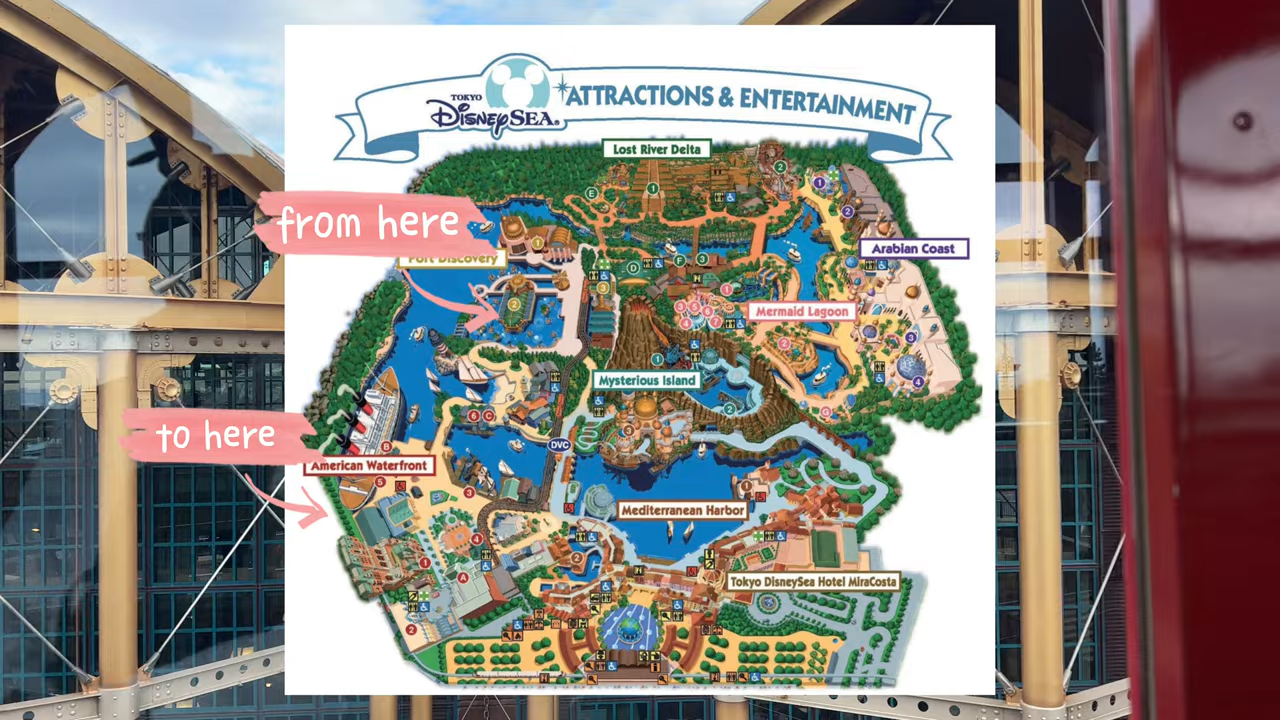 TOKYO
DisneySEA®
ATTRACTIONS & ENTERTAINMENT
Lost River Delta
from here
Port Discovery
Arabian Coast
Mermaid Lagoon
Mysterious Island
to here
DVC
American Waterfront
Mediterranean Harbor
Tokyo DisneySea Hotel MiraCosta